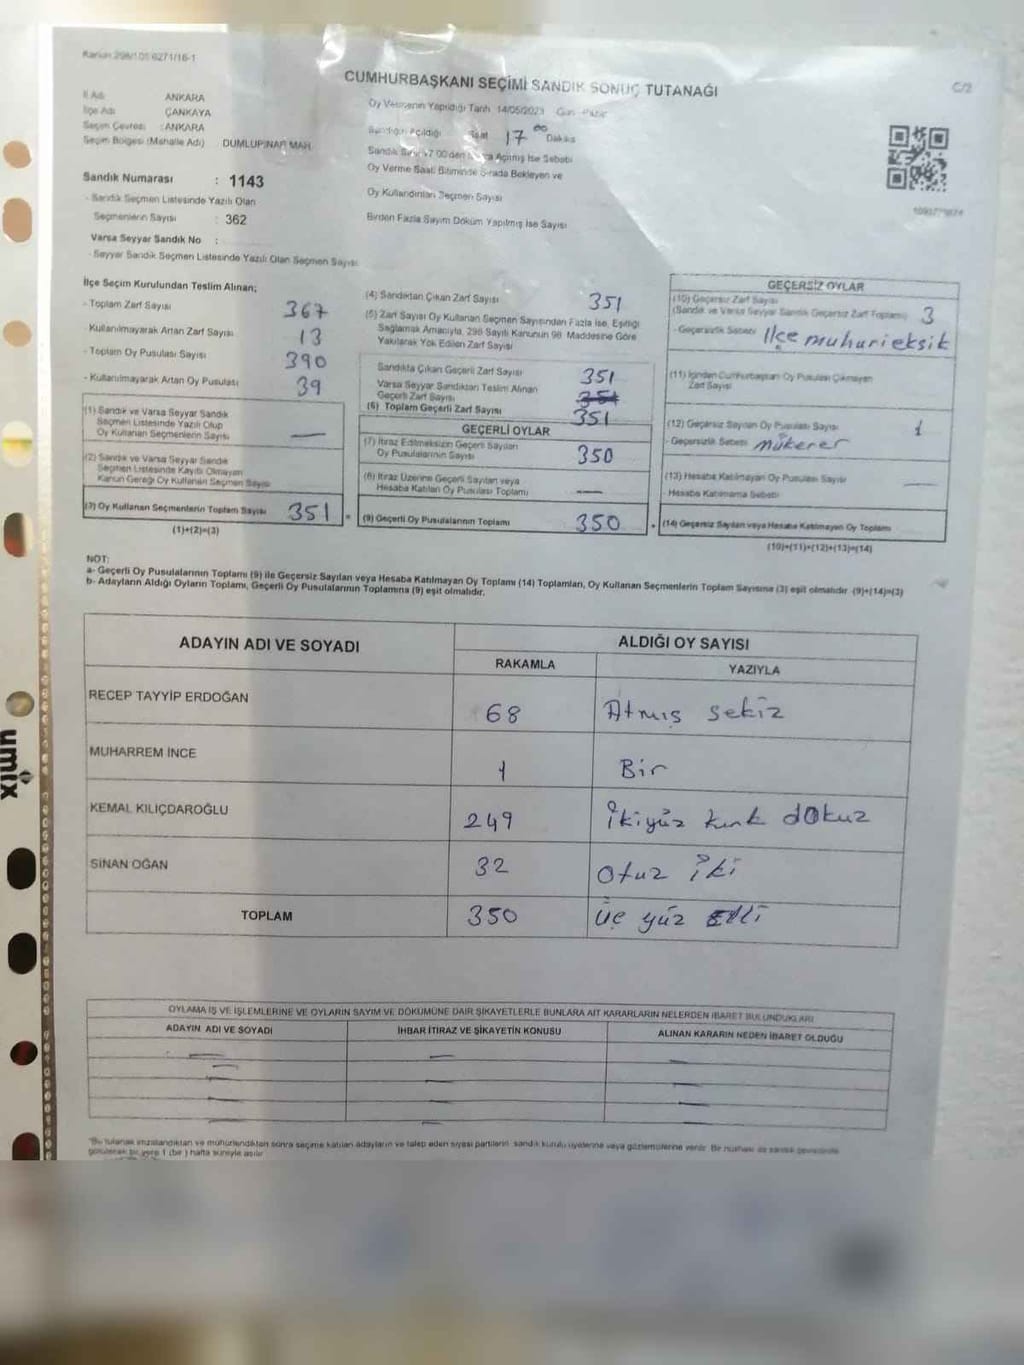 Kanun:298/105 6271/16-1
CUMHURBAŞKANI SEÇİMİ SANDIK SONUÇ TUTANAĞI
C/2
İl Adı : ANKARA
İlçe Adı : ÇANKAYA
Seçim Çevresi : ANKARA
Seçim Bölgesi (Mahalle Adı) DUMLUPINAR MAH.
Sandık Numarası : 1143
- Sandık Seçmen Listesinde Yazılı Olan
Seçmenlerin Sayısı : 362
Varsa Seyyar Sandık No :
- Seyyar Sandık Seçmen Listesinde Yazılı Olan Seçmen Sayısı
Oy Vermenin Yapıldığı Tarih 14/05/2023 Gün Pazar
Sandığın Açıldığı Saat 17 00 Dakika
Sandık Saat 17.00'den Açılmış İse Sebebi
Oy Verme Saati Bitiminde Sırada Bekleyen ve
Oy Kullandırılan Seçmen Sayısı
Birden Fazla Sayım Döküm Yapılmış İse Sayısı
İlçe Seçim Kurulundan Teslim Alınan;
- Toplam Zarf Sayısı 367
- Kullanılmayarak Artan Zarf Sayısı 13
- Toplam Oy Pusulası Sayısı 390
- Kullanılmayarak Artan Oy Pusulası 39
(1) Sandık ve Varsa Seyyar Sandık
Seçmen Listesinde Yazılı Olup
Oy Kullanan Seçmenlerin Sayısı —
(2) Sandık ve Varsa Seyyar Sandık
Seçmen Listesinde Kayıtlı Olmayan
Kanun Gereği Oy Kullanan Seçmen Sayısı
(3) Oy Kullanan Seçmenlerin Toplam Sayısı 351 =
(1)+(2)=(3)
(4) Sandıktan Çıkan Zarf Sayısı 351
(5) Zarf Sayısı Oy Kullanan Seçmen Sayısından Fazla İse, Eşitliği
Sağlamak Amacıyla, 298 Sayılı Kanunun 98. Maddesine Göre
Yakılarak Yok Edilen Zarf Sayısı
Sandıkta Çıkan Geçerli Zarf Sayısı 351
Varsa Seyyar Sandıktan Teslim Alınan
Geçerli Zarf Sayısı 351
(6) Toplam Geçerli Zarf Sayısı 351
GEÇERLİ OYLAR
(7) İtiraz Edilmeksizin Geçerli Sayılan
Oy Pusulalarının Sayısı 350
(8) İtiraz Üzerine Geçerli Sayılan veya
Hesaba Katılan Oy Pusulası Toplamı —
(9) Geçerli Oy Pusulalarının Toplamı 350 +
GEÇERSİZ OYLAR
(10) Geçersiz Zarf Sayısı
(Sandık ve Varsa Seyyar Sandık Geçersiz Zarf Toplamı) 3
- Geçersizlik Sebebi İlçe muhuri eksik
(11) İçinden Cumhurbaşkanı Oy Pusulası Çıkmayan
Zarf Sayısı
(12) Geçersiz Sayılan Oy Pusulası Sayısı 1
- Geçersizlik Sebebi mükerer
(13) Hesaba Katılmayan Oy Pusulası Sayısı —
Hesaba Katılmama Sebebi
(14) Geçersiz Sayılan veya Hesaba Katılmayan Oy Toplamı
(10)+(11)+(12)+(13)=(14)
NOT:
a- Geçerli Oy Pusulalarının Toplamı (9) ile Geçersiz Sayılan veya Hesaba Katılmayan Oy Toplamı (14) Toplamları, Oy Kullanan Seçmenlerin Toplam Sayısına (3) eşit olmalıdır. (9)+(14)=(3)
b- Adayların Aldığı Oyların Toplamı, Geçerli Oy Pusulalarının Toplamına (9) eşit olmalıdır.
ADAYIN ADI VE SOYADI ALDIĞI OY SAYISI
RAKAMLA YAZIYLA
RECEP TAYYİP ERDOĞAN 68 Atmış sekiz
MUHARREM İNCE 1 Bir
KEMAL KILIÇDAROĞLU 249 İkiyüz kırk dokuz
SİNAN OĞAN 32 Otuz İki
TOPLAM 350 Üç yüz Elli
OYLAMA İŞ VE İŞLEMLERİNE VE OYLARIN SAYIM VE DÖKÜMÜNE DAİR ŞİKAYETLERLE BUNLARA AİT KARARLARIN NELERDEN İBARET BULUNDUKLARI
ADAYIN ADI VE SOYADI İHBAR İTİRAZ VE ŞİKAYETİN KONUSU ALINAN KARARIN NEDEN İBARET OLDUĞU
*Bu tutanak imzalandıktan ve mühürlendikten sonra seçime katılan adayların ve talep eden siyasi partilerin sandık kurulu üyelerine veya gözlemcilerine verilir. Bir nüshası da sandık çevresinde
görülecek bir yere 1 (bir) hafta süreyle asılır.
umix